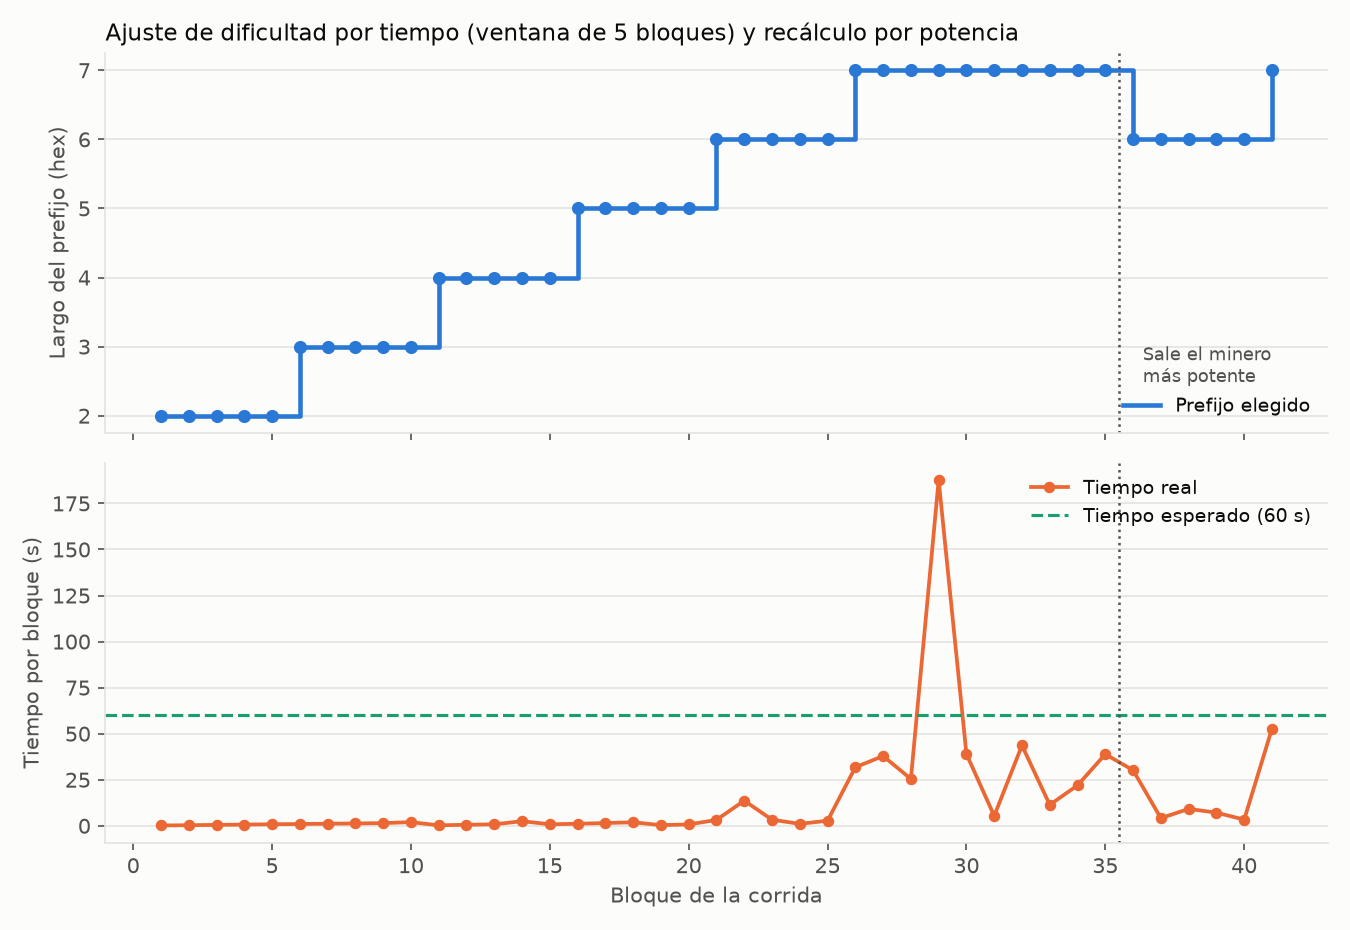 Ajuste de dificultad por tiempo (ventana de 5 bloques) y recálculo por potencia
Largo del prefijo (hex)
7
6
5
4
3
2
Sale el minero
más potente
Prefijo elegido
Tiempo por bloque (s)
175
150
125
100
75
50
25
0
Tiempo real
Tiempo esperado (60 s)
0
5
10
15
20
25
30
35
40
Bloque de la corrida